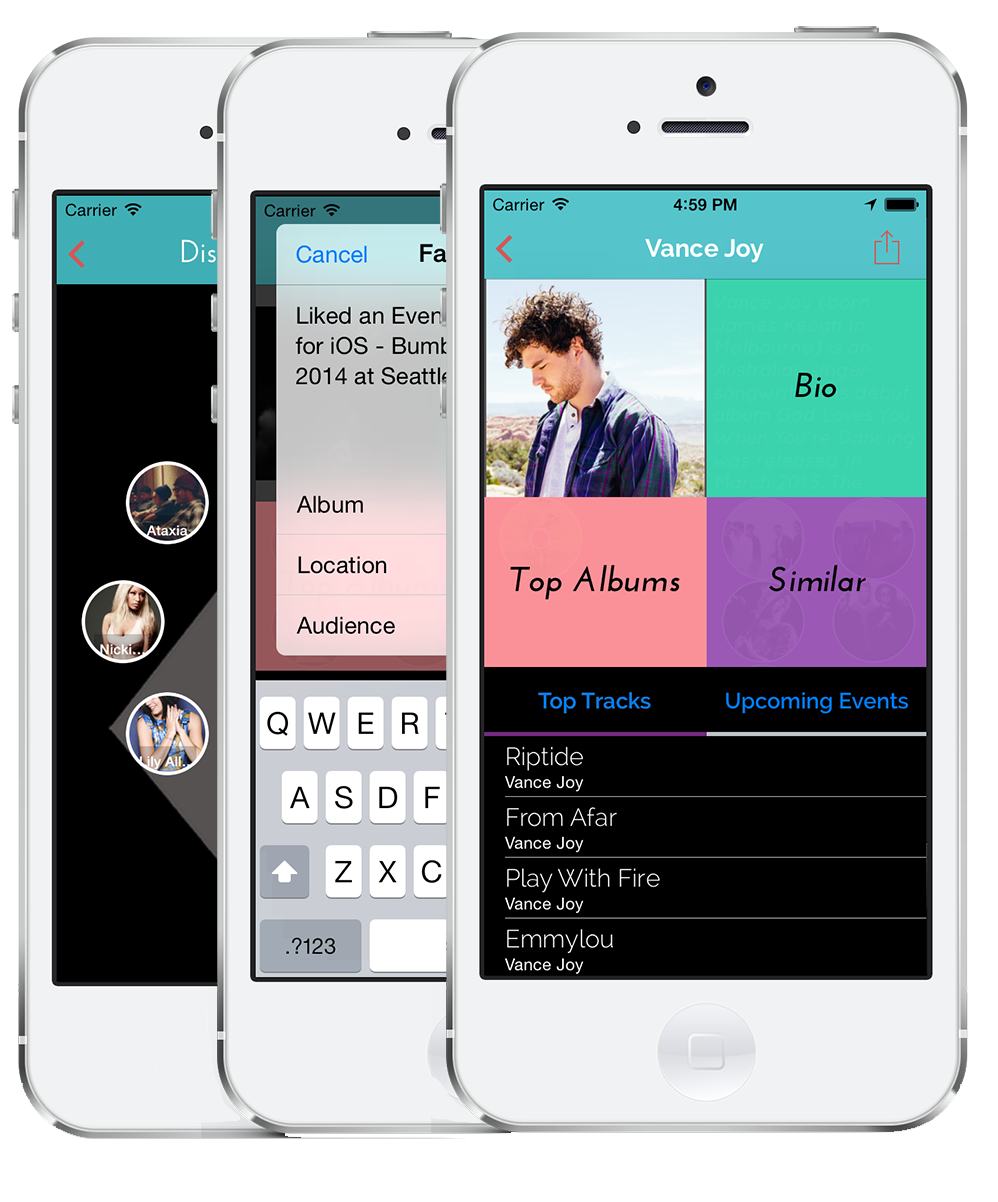 Carrier
Dis
Ataxia
Nicki...
Lily All...
Carrier
Cancel
Fa
Liked an Even
for iOS - Bumb
2014 at Seattle
Album
Location
Audience
Q W E R
A S D F
Z X C
.?123
Carrier
4:59 PM
Vance Joy
Bio
Top Albums
Similar
Top Tracks
Upcoming Events
Riptide
Vance Joy
From Afar
Vance Joy
Play With Fire
Vance Joy
Emmylou
Vance Joy